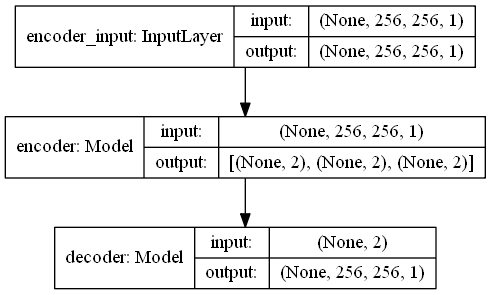 encoder_input: InputLayer
input: (None, 256, 256, 1)
output: (None, 256, 256, 1)
encoder: Model
input: (None, 256, 256, 1)
output: [(None, 2), (None, 2), (None, 2)]
decoder: Model
input: (None, 2)
output: (None, 256, 256, 1)